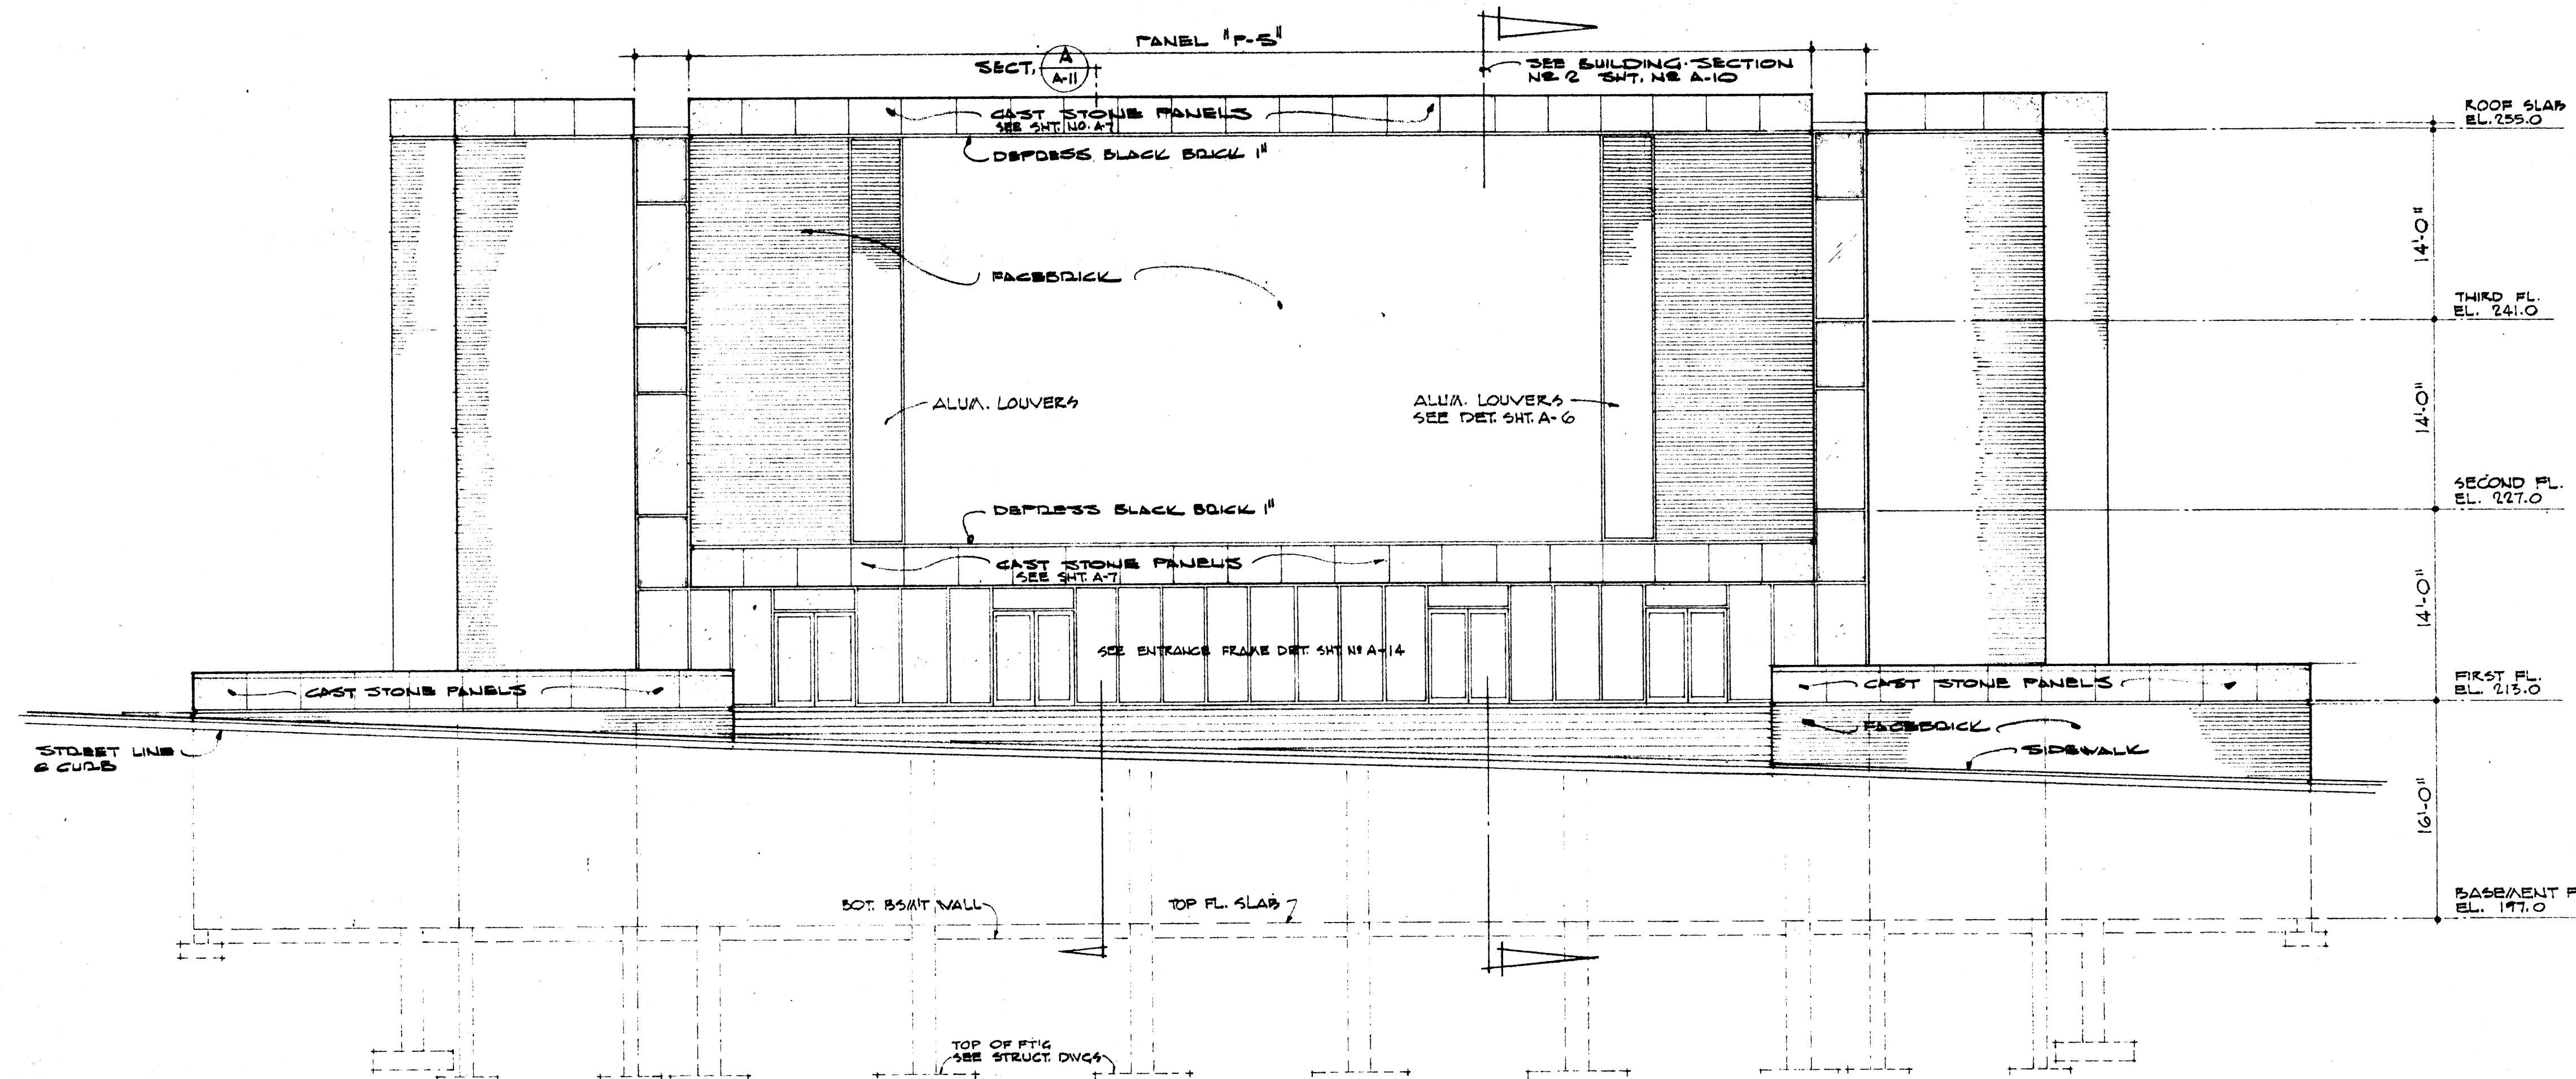 PANEL "P-5"
SECT. A
A-11
SEE BUILDING SECTION
Nº 2 SHT. Nº A-10
CAST STONE PANELS
SEE SHT. NO. A-7
DEPRESS BLACK BRICK 1"
ROOF SLAB
EL. 255.0
14'-0"
FACEBRICK
THIRD FL.
EL. 241.0
ALUM. LOUVERS
ALUM. LOUVERS
SEE DET. SHT. A-6
14'-0"
SECOND FL.
EL. 227.0
DEPRESS BLACK BRICK 1"
CAST STONE PANELS
SEE SHT. A-7
14'-0"
SEE ENTRANCE FRAME DET. SHT Nº A-14
CAST STONE PANELS
CAST STONE PANELS
FIRST FL.
EL. 213.0
FACEBRICK
SIDEWALK
STREET LINE
& CURB
16'-0"
BOT. BSM'T WALL
TOP FL. SLAB
BASEMENT F
EL. 197.0
TOP OF FT'G
SEE STRUCT. DWGS